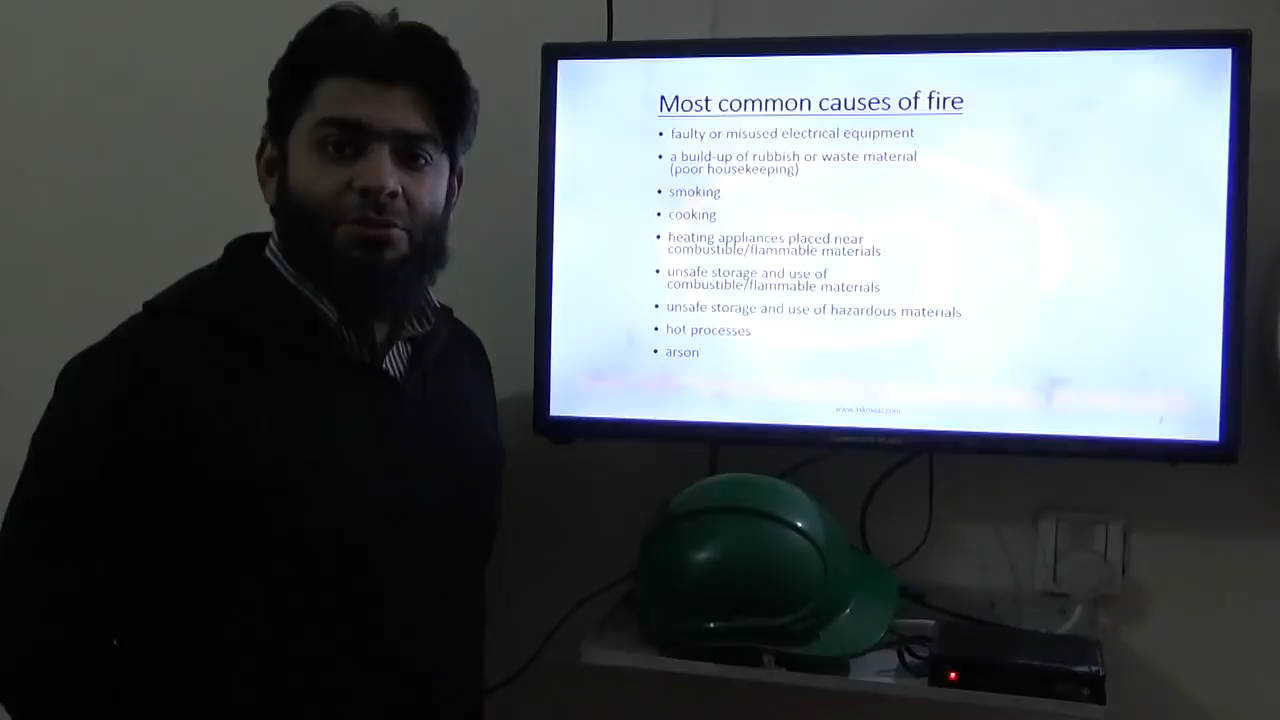 Most common causes of fire
• faulty or misused electrical equipment
• a build-up of rubbish or waste material
(poor housekeeping)
• smoking
• cooking
• heating appliances placed near
combustible/flammable materials
• unsafe storage and use of
combustible/flammable materials
• unsafe storage and use of hazardous materials
• hot processes
• arson